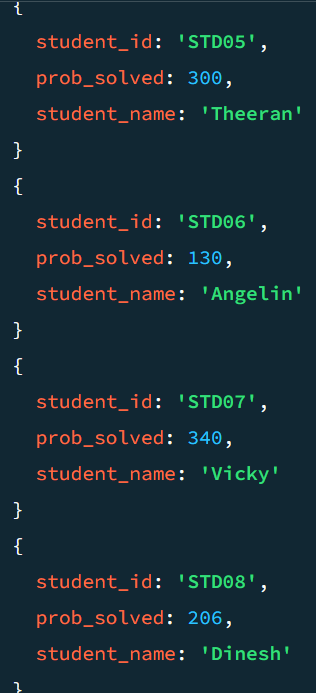 {
student_id: 'STD05',
prob_solved: 300,
student_name: 'Theeran'
}
{
student_id: 'STD06',
prob_solved: 130,
student_name: 'Angelin'
}
{
student_id: 'STD07',
prob_solved: 340,
student_name: 'Vicky'
}
{
student_id: 'STD08',
prob_solved: 206,
student_name: 'Dinesh'
}